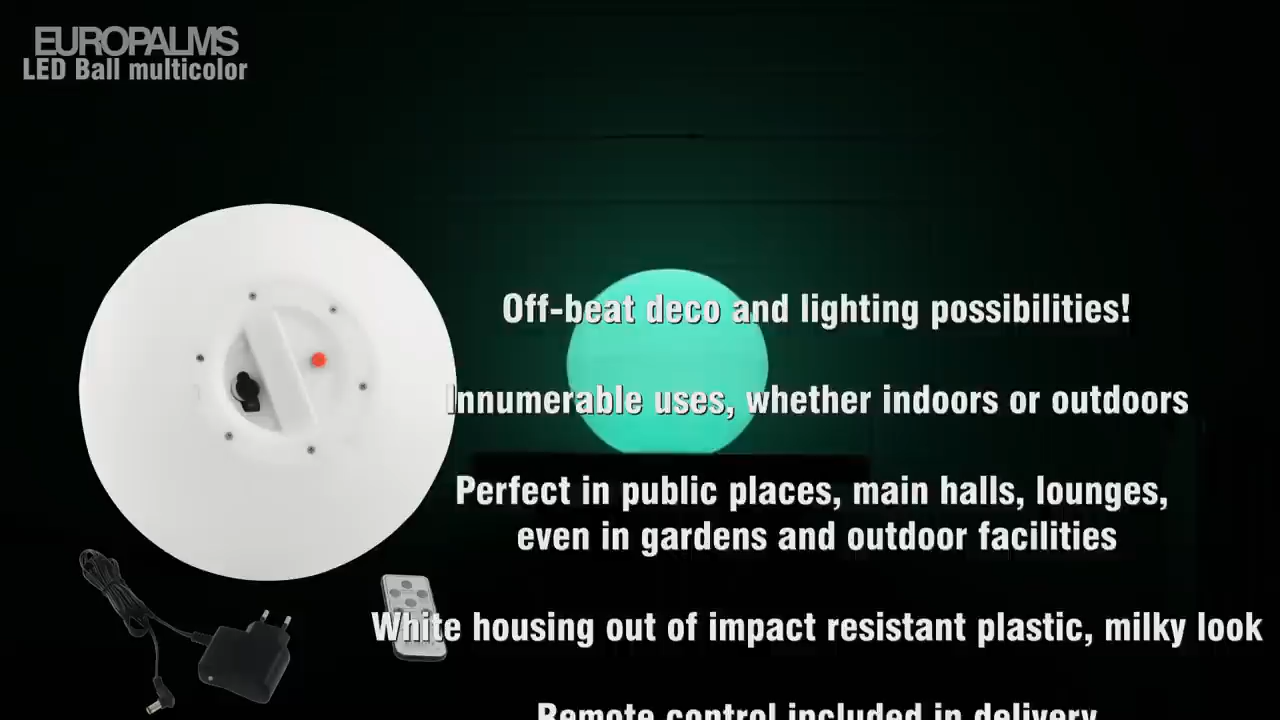 EUROPALMS
LED Ball multicolor
Off-beat deco and lighting possibilities!
Innumerable uses, whether indoors or outdoors
Perfect in public places, main halls, lounges,
even in gardens and outdoor facilities
White housing out of impact resistant plastic, milky look
Remote control included in delivery